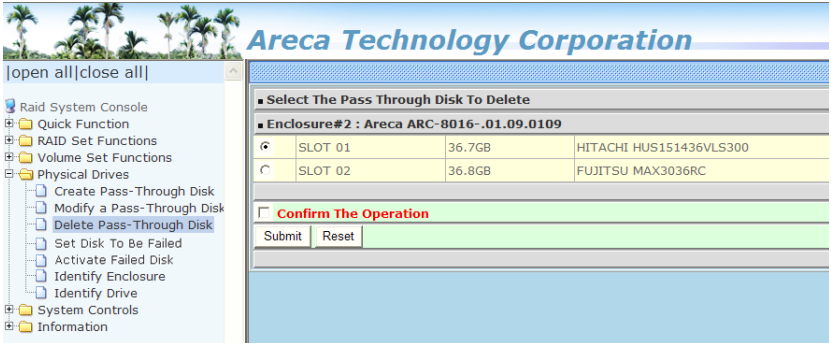 Areca Technology Corporation
|open all|close all|
Raid System Console
Quick Function
RAID Set Functions
Volume Set Functions
Physical Drives
Create Pass-Through Disk
Modify a Pass-Through Disk
Delete Pass-Through Disk
Set Disk To Be Failed
Activate Failed Disk
Identify Enclosure
Identify Drive
System Controls
Information
Select The Pass Through Disk To Delete
Enclosure#2 : Areca ARC-8016-.01.09.0109
SLOT 01 36.7GB HITACHI HUS151436VLS300
SLOT 02 36.8GB FUJITSU MAX3036RC
Confirm The Operation
Submit Reset